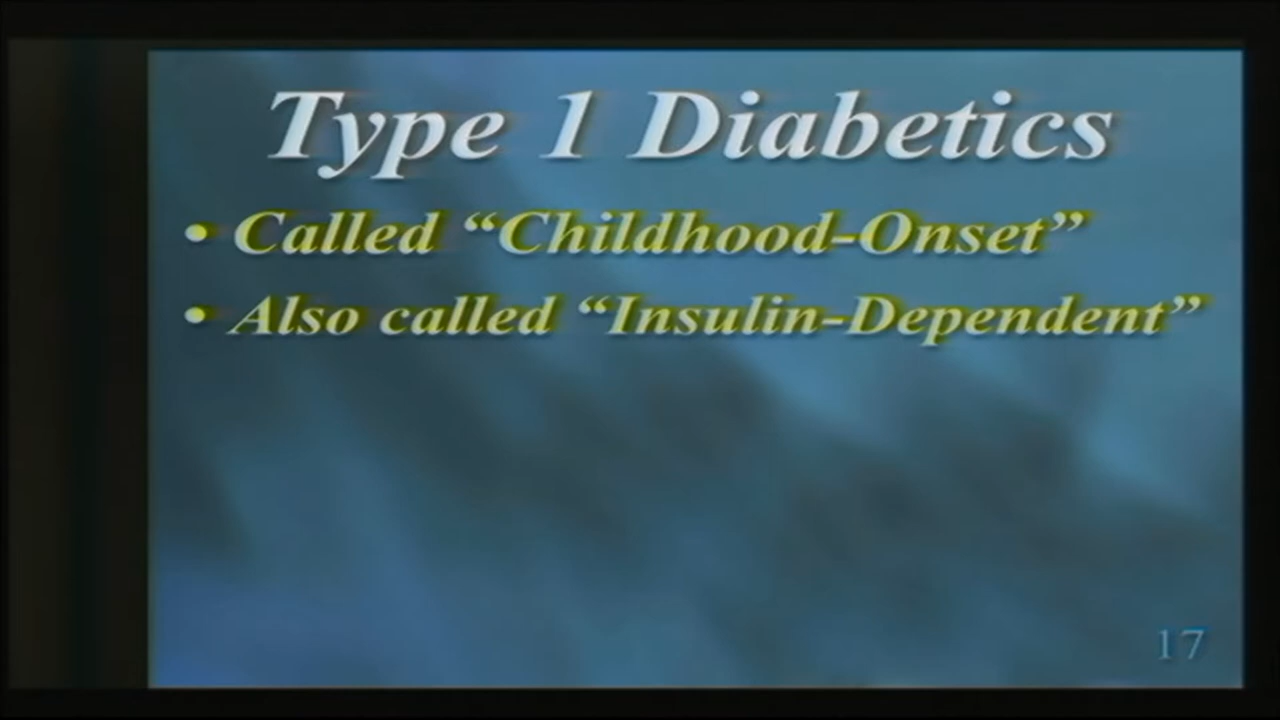 Type 1 Diabetics
• Called “Childhood-Onset”
• Also called “Insulin-Dependent”
17